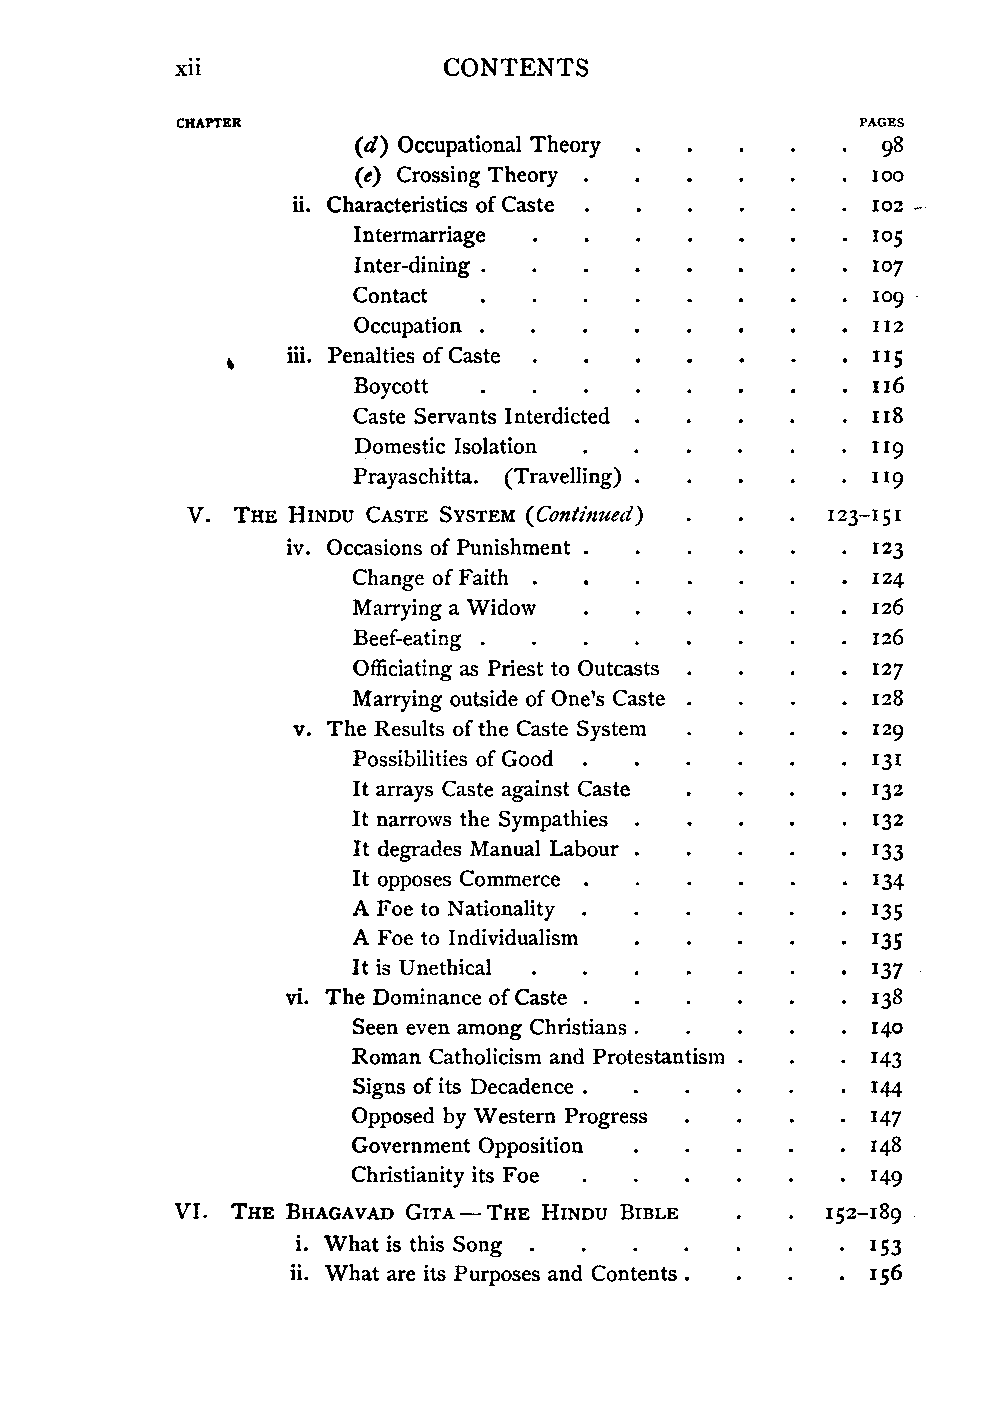 xii CONTENTS
CHAPTER PAGES
(d) Occupational Theory . . . . . 98
(e) Crossing Theory . . . . . . 100
ii. Characteristics of Caste . . . . . . 102
Intermarriage . . . . . . . 105
Inter-dining . . . . . . . . 107
Contact . . . . . . . . 109
Occupation . . . . . . . . 112
iii. Penalties of Caste . . . . . . . 115
Boycott . . . . . . . . 116
Caste Servants Interdicted . . . . . 118
Domestic Isolation . . . . . . 119
Prayaschitta. (Travelling) . . . . . 119
V. THE HINDU CASTE SYSTEM (Continued) . . . 123–151
iv. Occasions of Punishment . . . . . . 123
Change of Faith . . . . . . . 124
Marrying a Widow . . . . . . 126
Beef-eating . . . . . . . . 126
Officiating as Priest to Outcasts . . . . 127
Marrying outside of One's Caste . . . . 128
v. The Results of the Caste System . . . . 129
Possibilities of Good . . . . . . 131
It arrays Caste against Caste . . . . 132
It narrows the Sympathies . . . . . 132
It degrades Manual Labour . . . . . 133
It opposes Commerce . . . . . . 134
A Foe to Nationality . . . . . . 135
A Foe to Individualism . . . . . 135
It is Unethical . . . . . . . 137
vi. The Dominance of Caste . . . . . . 138
Seen even among Christians . . . . . 140
Roman Catholicism and Protestantism . . . 143
Signs of its Decadence . . . . . . 144
Opposed by Western Progress . . . . 147
Government Opposition . . . . . 148
Christianity its Foe . . . . . . 149
VI. THE BHAGAVAD GITA—THE HINDU BIBLE . . 152–189
i. What is this Song . . . . . . . 153
ii. What are its Purposes and Contents . . . . 156